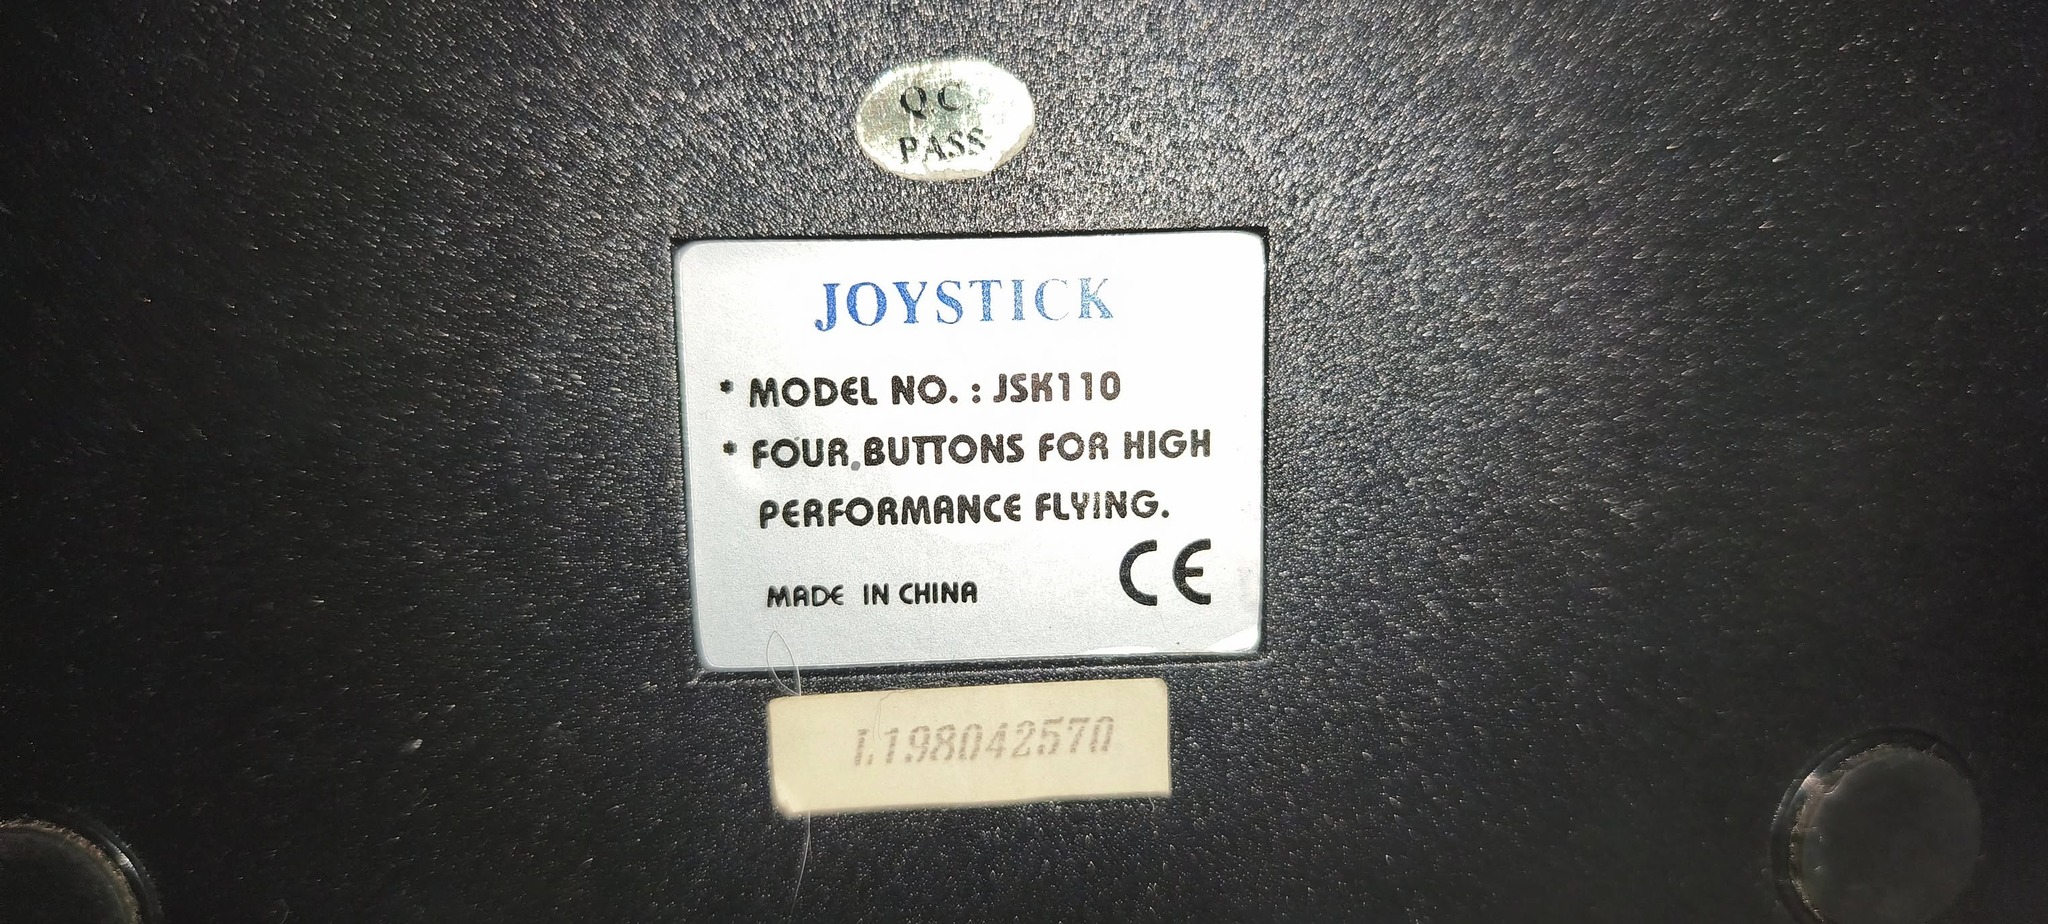 QC
PASS
JOYSTICK
* MODEL NO. : JSK110
* FOUR BUTTONS FOR HIGH
PERFORMANCE FLYING.
MADE IN CHINA
CE
L198042570